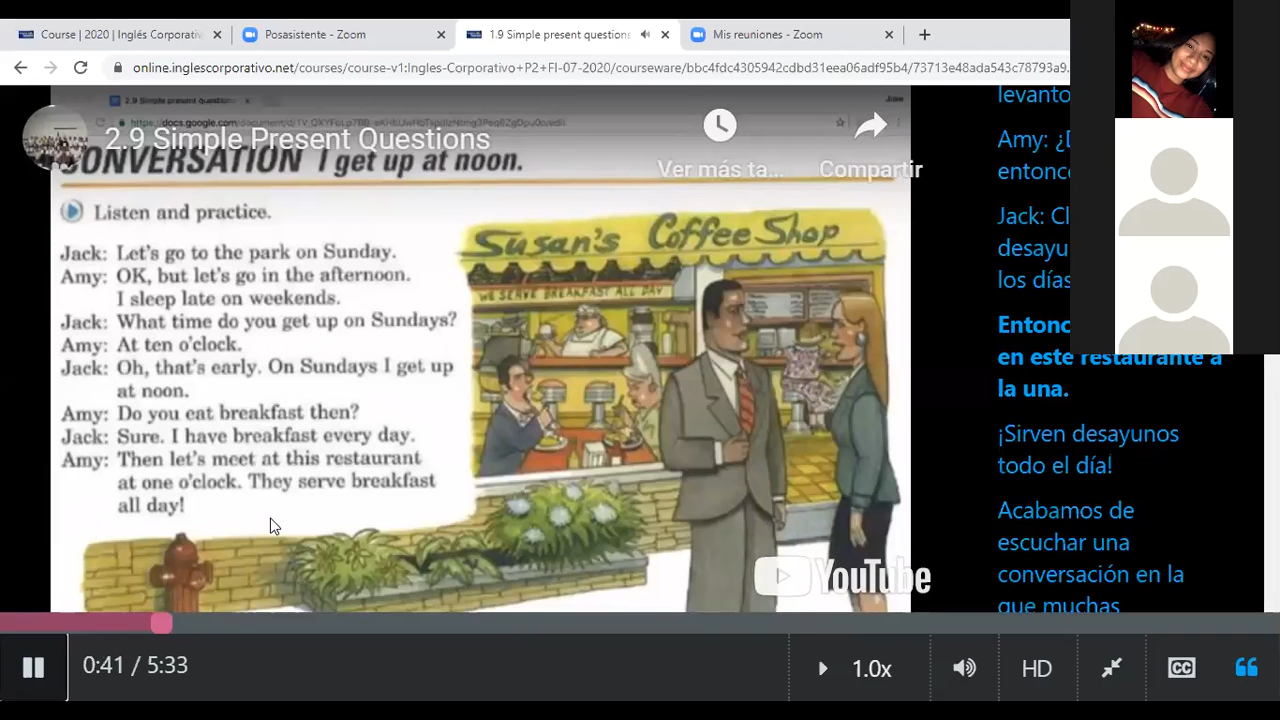 Course | 2020 | Inglés Corporativ
Posasistente - Zoom
1.9 Simple present questions
Mis reuniones - Zoom
online.inglescorporativo.net/courses/course-v1:Ingles-Corporativo+P2+FI-07-2020/courseware/bbc4fdc4305942cdbd31eea06adf95b4/73713e48ada543c78793a9.
2.9 Simple Present question
2.9 Simple Present Questions
Ver más ta...
Compartir
CONVERSATION I get up at noon.
Listen and practice.
Jack: Let's go to the park on Sunday.
Amy: OK, but let's go in the afternoon.
I sleep late on weekends.
Jack: What time do you get up on Sundays?
Amy: At ten o'clock.
Jack: Oh, that's early. On Sundays I get up
at noon.
Amy: Do you eat breakfast then?
Jack: Sure. I have breakfast every day.
Amy: Then let's meet at this restaurant
at one o'clock. They serve breakfast
all day!
Susan's Coffee Shop
WE SERVE BREAKFAST ALL DAY
YouTube
levanto
Amy: ¿D
entonce
Jack: Cl
desayu
los días
Entonc
en este restaurante a
la una.
¡Sirven desayunos
todo el día!
Acabamos de
escuchar una
conversación en la
que muchas
0:41 / 5:33
1.0x
HD
CC